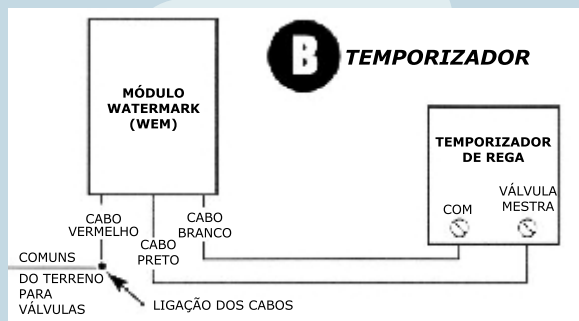 B TEMPORIZADOR
MÓDULO
WATERMARK
(WEM)
TEMPORIZADOR
DE REGA
COM
VÁLVULA
MESTRA
CABO
VERMELHO
CABO
PRETO
CABO
BRANCO
COMUNS
DO TERRENO
PARA
VÁLVULAS
LIGAÇÃO DOS CABOS